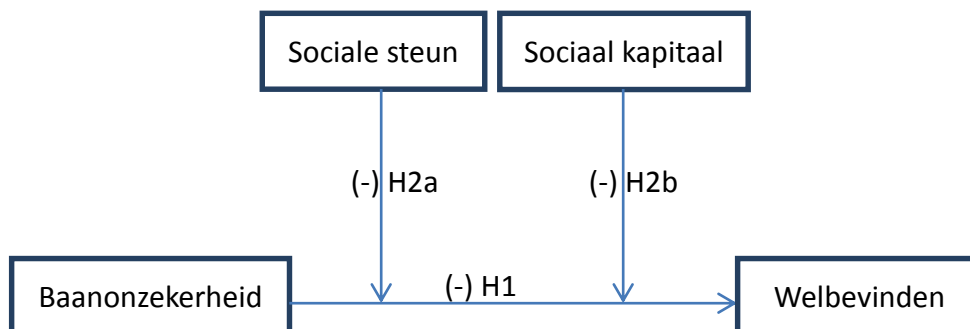 Sociale steun
Sociaal kapitaal
(-) H2a
(-) H2b
Baanonzekerheid
(-) H1
Welbevinden